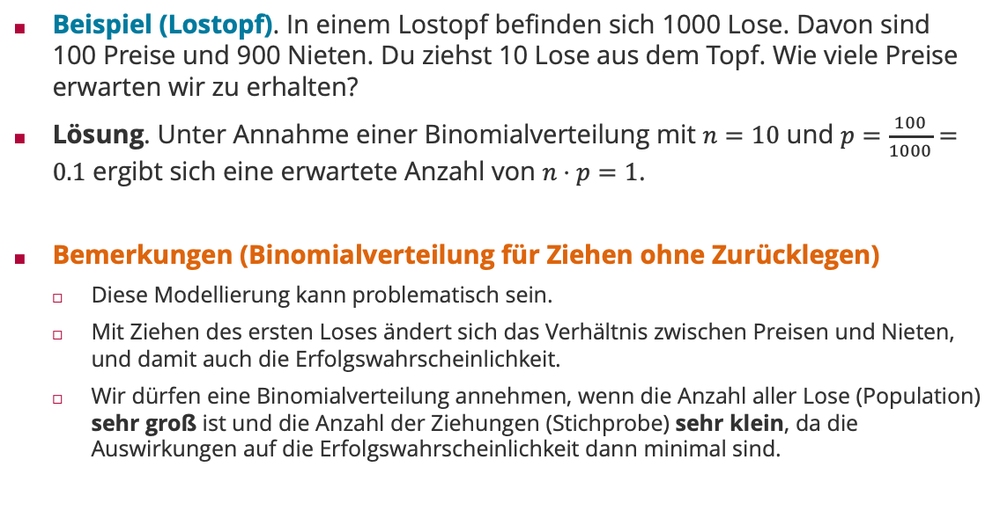 Beispiel (Lostopf). In einem Lostopf befinden sich 1000 Lose. Davon sind
100 Preise und 900 Nieten. Du ziehst 10 Lose aus dem Topf. Wie viele Preise
erwarten wir zu erhalten?
Lösung. Unter Annahme einer Binomialverteilung mit n = 10 und p = 100/1000 =
0.1 ergibt sich eine erwartete Anzahl von n · p = 1.
Bemerkungen (Binomialverteilung für Ziehen ohne Zurücklegen)
Diese Modellierung kann problematisch sein.
Mit Ziehen des ersten Loses ändert sich das Verhältnis zwischen Preisen und Nieten,
und damit auch die Erfolgswahrscheinlichkeit.
Wir dürfen eine Binomialverteilung annehmen, wenn die Anzahl aller Lose (Population)
sehr groß ist und die Anzahl der Ziehungen (Stichprobe) sehr klein, da die
Auswirkungen auf die Erfolgswahrscheinlichkeit dann minimal sind.